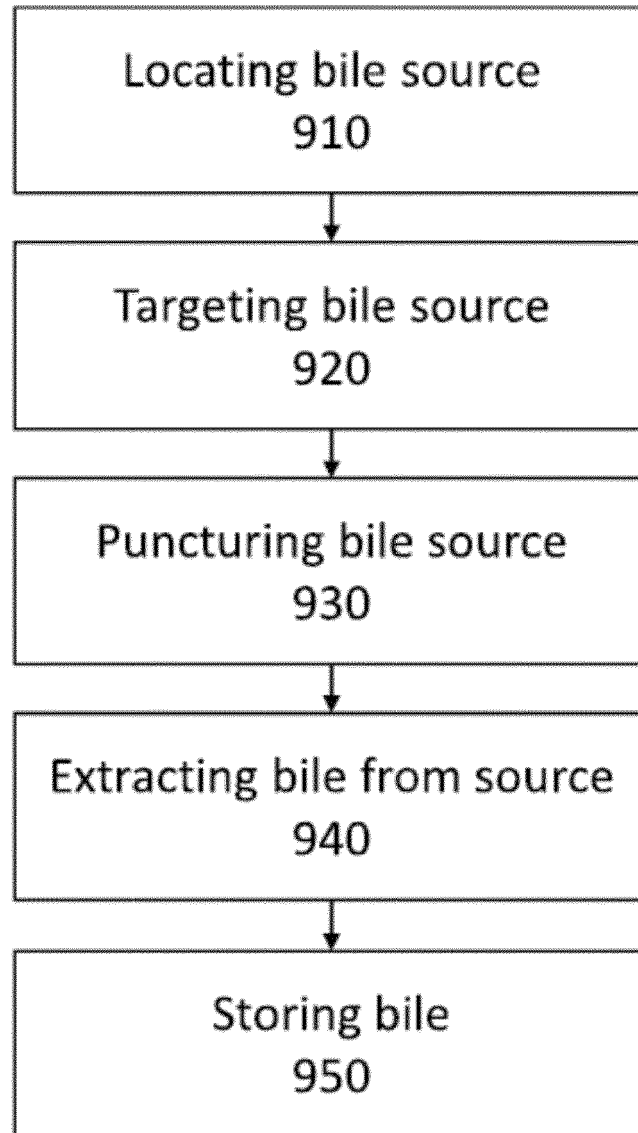 Locating bile source
910
Targeting bile source
920
Puncturing bile source
930
Extracting bile from source
940
Storing bile
950